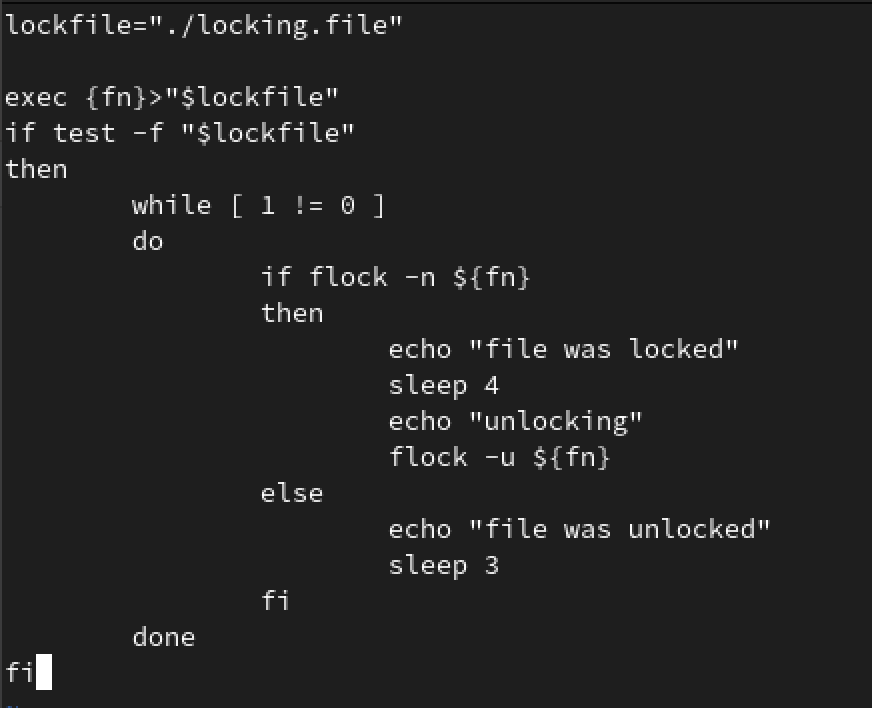 lockfile="./locking.file"
exec {fn}>"$lockfile"
if test -f "$lockfile"
then
while [ 1 != 0 ]
do
if flock -n ${fn}
then
echo "file was locked"
sleep 4
echo "unlocking"
flock -u ${fn}
else
echo "file was unlocked"
sleep 3
fi
done
fi